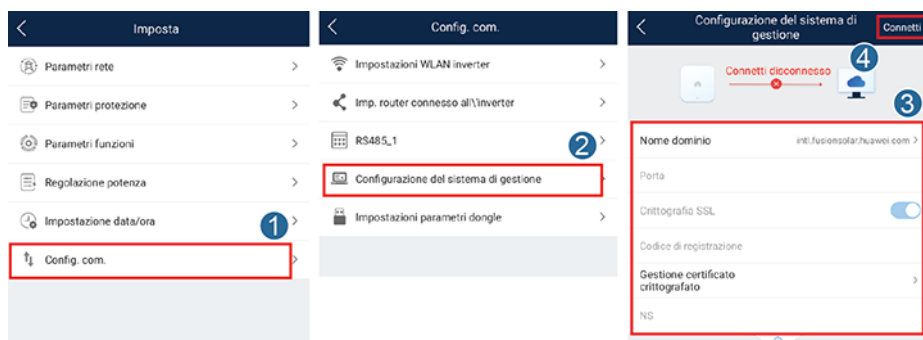 Imposta
Parametri rete
Parametri protezione
Parametri funzioni
Regolazione potenza
Impostazione data/ora
1
Config. com.
Config. com.
Impostazioni WLAN inverter
Imp. router connesso all\'inverter
RS485_1
2
Configurazione del sistema di gestione
Impostazioni parametri dongle
Configurazione del sistema di
gestione
Connetti
4
Connetti disconnesso
3
Nome dominio intl.fusionsolar.huawei.com
Porta
Crittografia SSL
Codice di registrazione
Gestione certificato
crittografato
NS